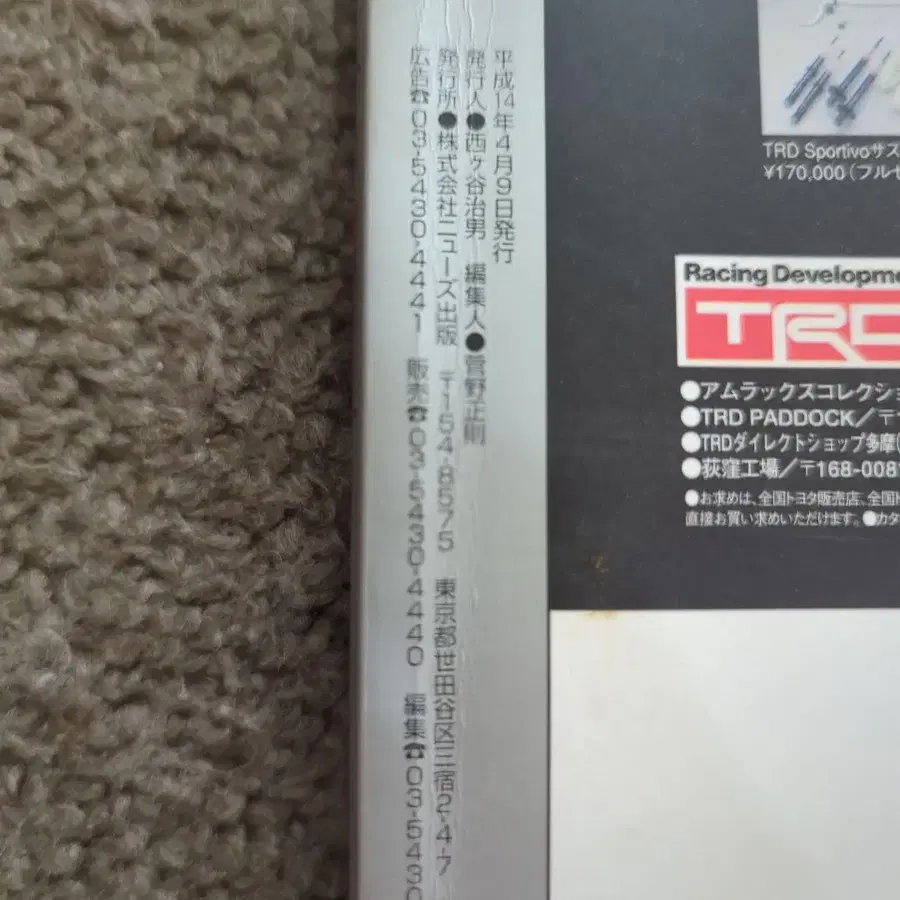 平成14年4月9日発行
発行人●西ヶ谷治男 編集人●菅野正則
発行所●株式会社ニューズ出版 〒154-8575 東京都世田谷区三宿2-4-7
広告☎03-5430-4441 販売☎03-5430-4440 編集☎03-5430
TRD Sportivoサス
¥170,000（フルセ
Racing Developme
TRD
●アムラックスコレクショ
●TRD PADDOCK／〒1
●TRDダイレクトショップ多摩
●荻窪工場／〒168-0081
●お求めは、全国トヨタ販売店、全国
直接お買い求めいただけます。●カタ